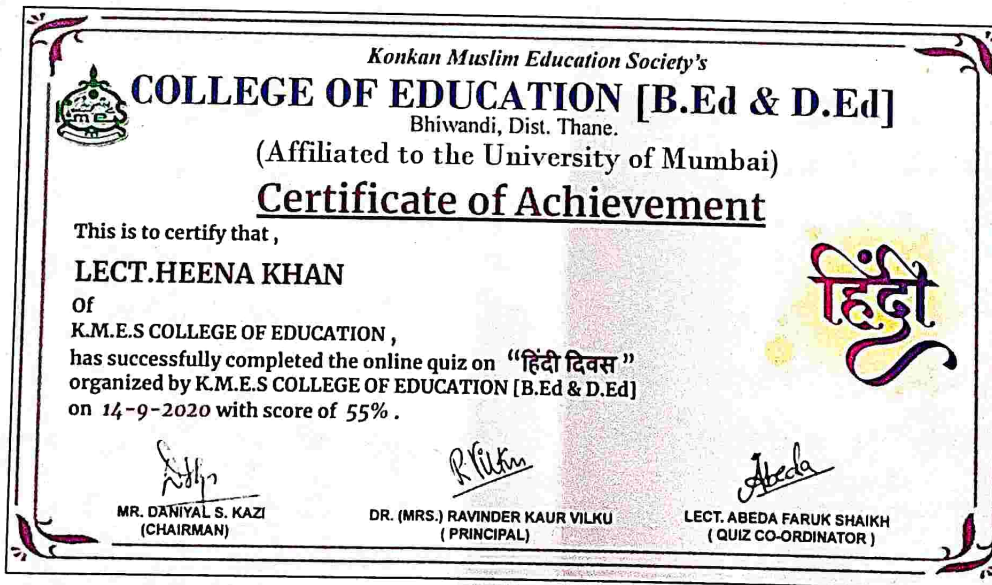 Konkan Muslim Education Society's
COLLEGE OF EDUCATION [B.Ed & D.Ed]
Bhiwandi, Dist. Thane.
(Affiliated to the University of Mumbai)
Certificate of Achievement
This is to certify that ,
LECT.HEENA KHAN
Of
K.M.E.S COLLEGE OF EDUCATION ,
has successfully completed the online quiz on “हिंदी दिवस ”
organized by K.M.E.S COLLEGE OF EDUCATION [B.Ed & D.Ed]
on 14-9-2020 with score of 55% .
हिंदी
R.Vilku
Abeda
MR. DANIYAL S. KAZI
(CHAIRMAN)
DR. (MRS.) RAVINDER KAUR VILKU
( PRINCIPAL)
LECT. ABEDA FARUK SHAIKH
( QUIZ CO-ORDINATOR )